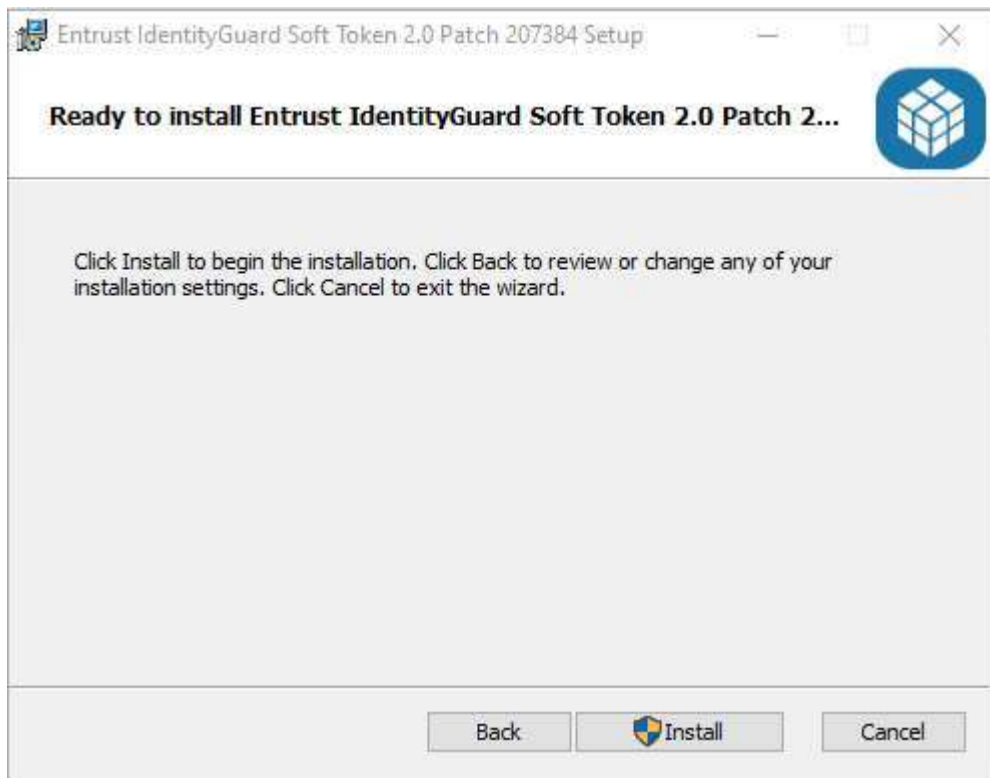 Entrust IdentityGuard Soft Token 2.0 Patch 207384 Setup
Ready to install Entrust IdentityGuard Soft Token 2.0 Patch 2...
Click Install to begin the installation. Click Back to review or change any of your
installation settings. Click Cancel to exit the wizard.
Back
Install
Cancel